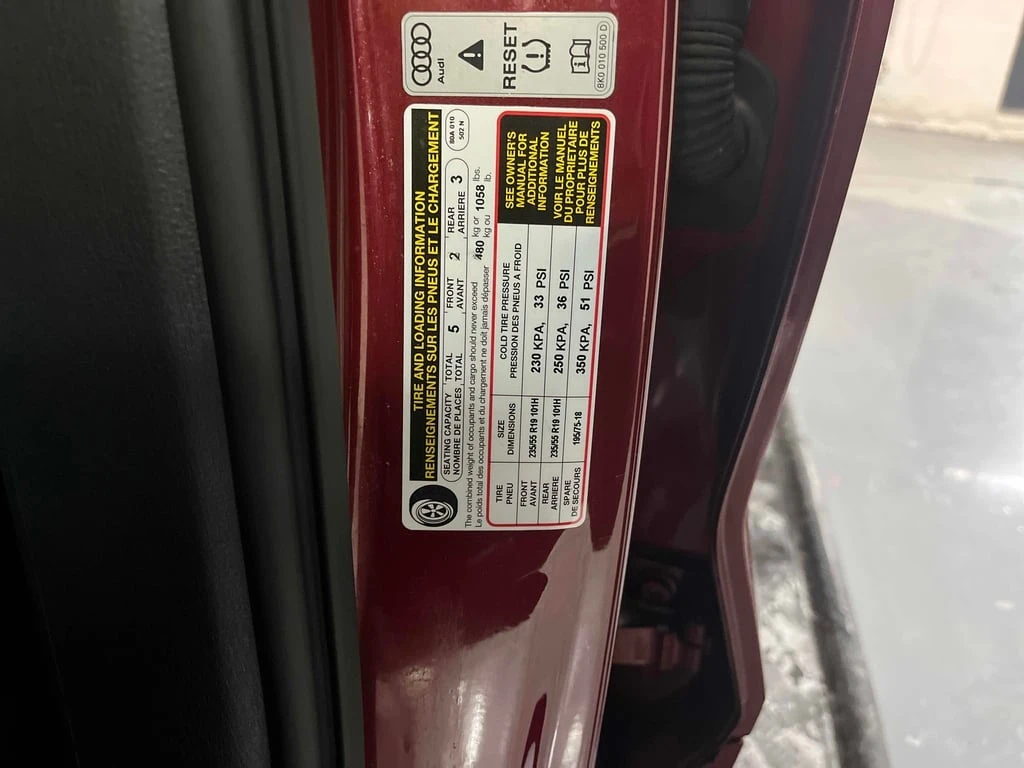 TIRE AND LOADING INFORMATION
RENSEIGNEMENTS SUR LES PNEUS ET LE CHARGEMENT
SEATING CAPACITY TOTAL 5 FRONT 2 REAR 3
NOMBRE DE PLACES TOTAL AVANT ARRIERE
80A 010
502 N
The combined weight of occupants and cargo should never exceed 480 kg or 1058 lbs.
Le poids total des occupants et du chargement ne doit jamais dépasser kg ou lb.
TIRE SIZE COLD TIRE PRESSURE
PNEU DIMENSIONS PRESSION DES PNEUS A FROID
FRONT
AVANT 235/55 R19 101H 230 KPA, 33 PSI
REAR
ARRIERE 235/55 R19 101H 250 KPA, 36 PSI
SPARE
DE SECOURS 195/75-18 350 KPA, 51 PSI
SEE OWNER'S
MANUAL FOR
ADDITIONAL
INFORMATION
VOIR LE MANUEL
DU PROPRIETAIRE
POUR PLUS DE
RENSEIGNEMENTS
Audi
RESET
8K0 010 500 D